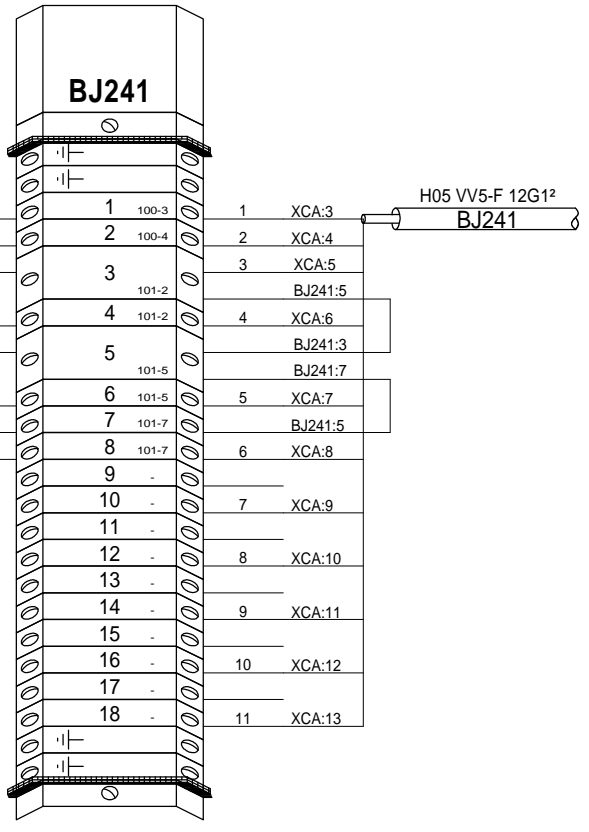 BJ241
H05 VV5-F 12G1²
BJ241
1 100-3 1 XCA:3
2 100-4 2 XCA:4
3 XCA:5
3
101-2 BJ241:5
4 101-2 4 XCA:6
BJ241:3
5
101-5 BJ241:7
6 101-5 5 XCA:7
7 101-7 BJ241:5
8 101-7 6 XCA:8
9 -
10 - 7 XCA:9
11 -
12 - 8 XCA:10
13 -
14 - 9 XCA:11
15 -
16 - 10 XCA:12
17 -
18 - 11 XCA:13